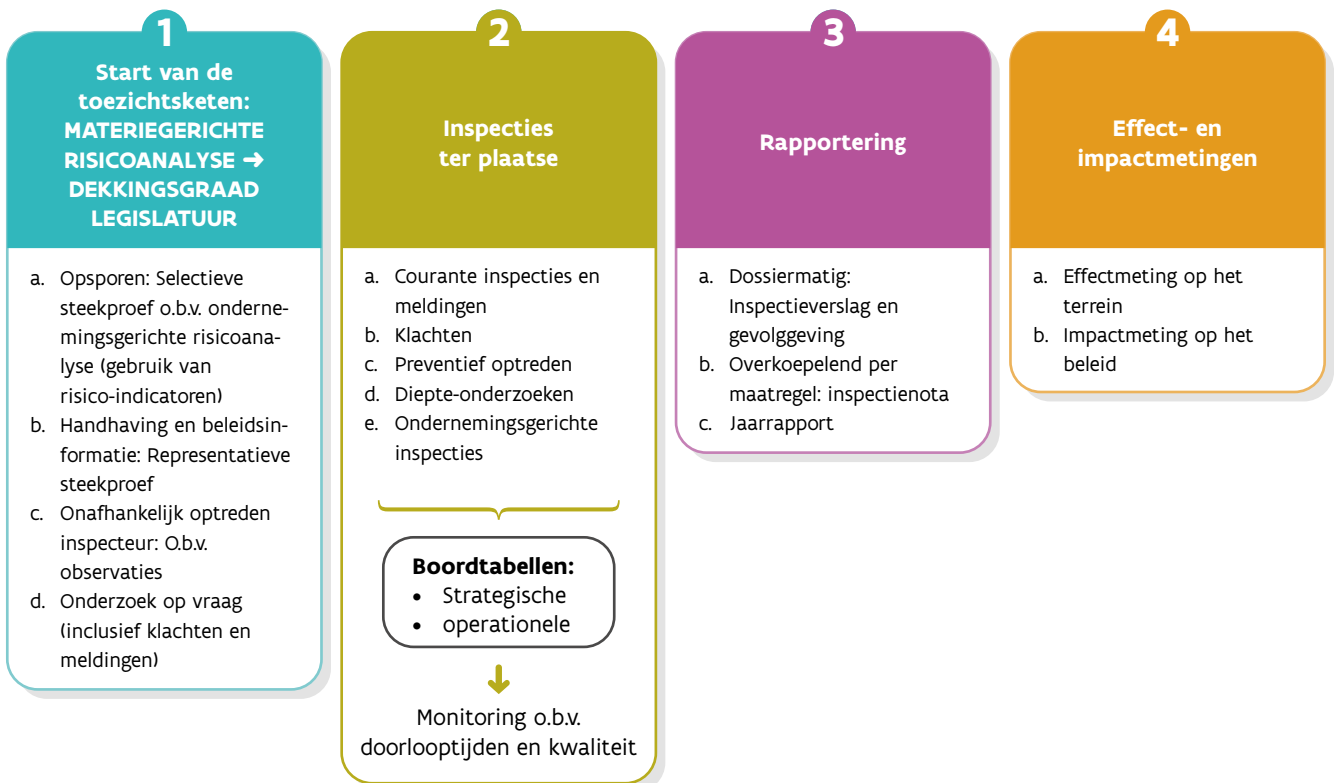 1
Start van de
toezichtsketen:
MATERIEGERICHTE
RISICOANALYSE ➜
DEKKINGSGRAAD
LEGISLATUUR
a. Opsporen: Selectieve
steekproef o.b.v. onderne-
mingsgerichte risicoana-
lyse (gebruik van
risico-indicatoren)
b. Handhaving en beleidsin-
formatie: Representatieve
steekproef
c. Onafhankelijk optreden
inspecteur: O.b.v.
observaties
d. Onderzoek op vraag
(inclusief klachten en
meldingen)
2
Inspecties
ter plaatse
a. Courante inspecties en
meldingen
b. Klachten
c. Preventief optreden
d. Diepte-onderzoeken
e. Ondernemingsgerichte
inspecties
Boordtabellen:
• Strategische
• operationele
Monitoring o.b.v.
doorlooptijden en kwaliteit
3
Rapportering
a. Dossiermatig:
Inspectieverslag en
gevolggeving
b. Overkoepelend per
maatregel: inspectienota
c. Jaarrapport
4
Effect- en
impactmetingen
a. Effectmeting op het
terrein
b. Impactmeting op het
beleid